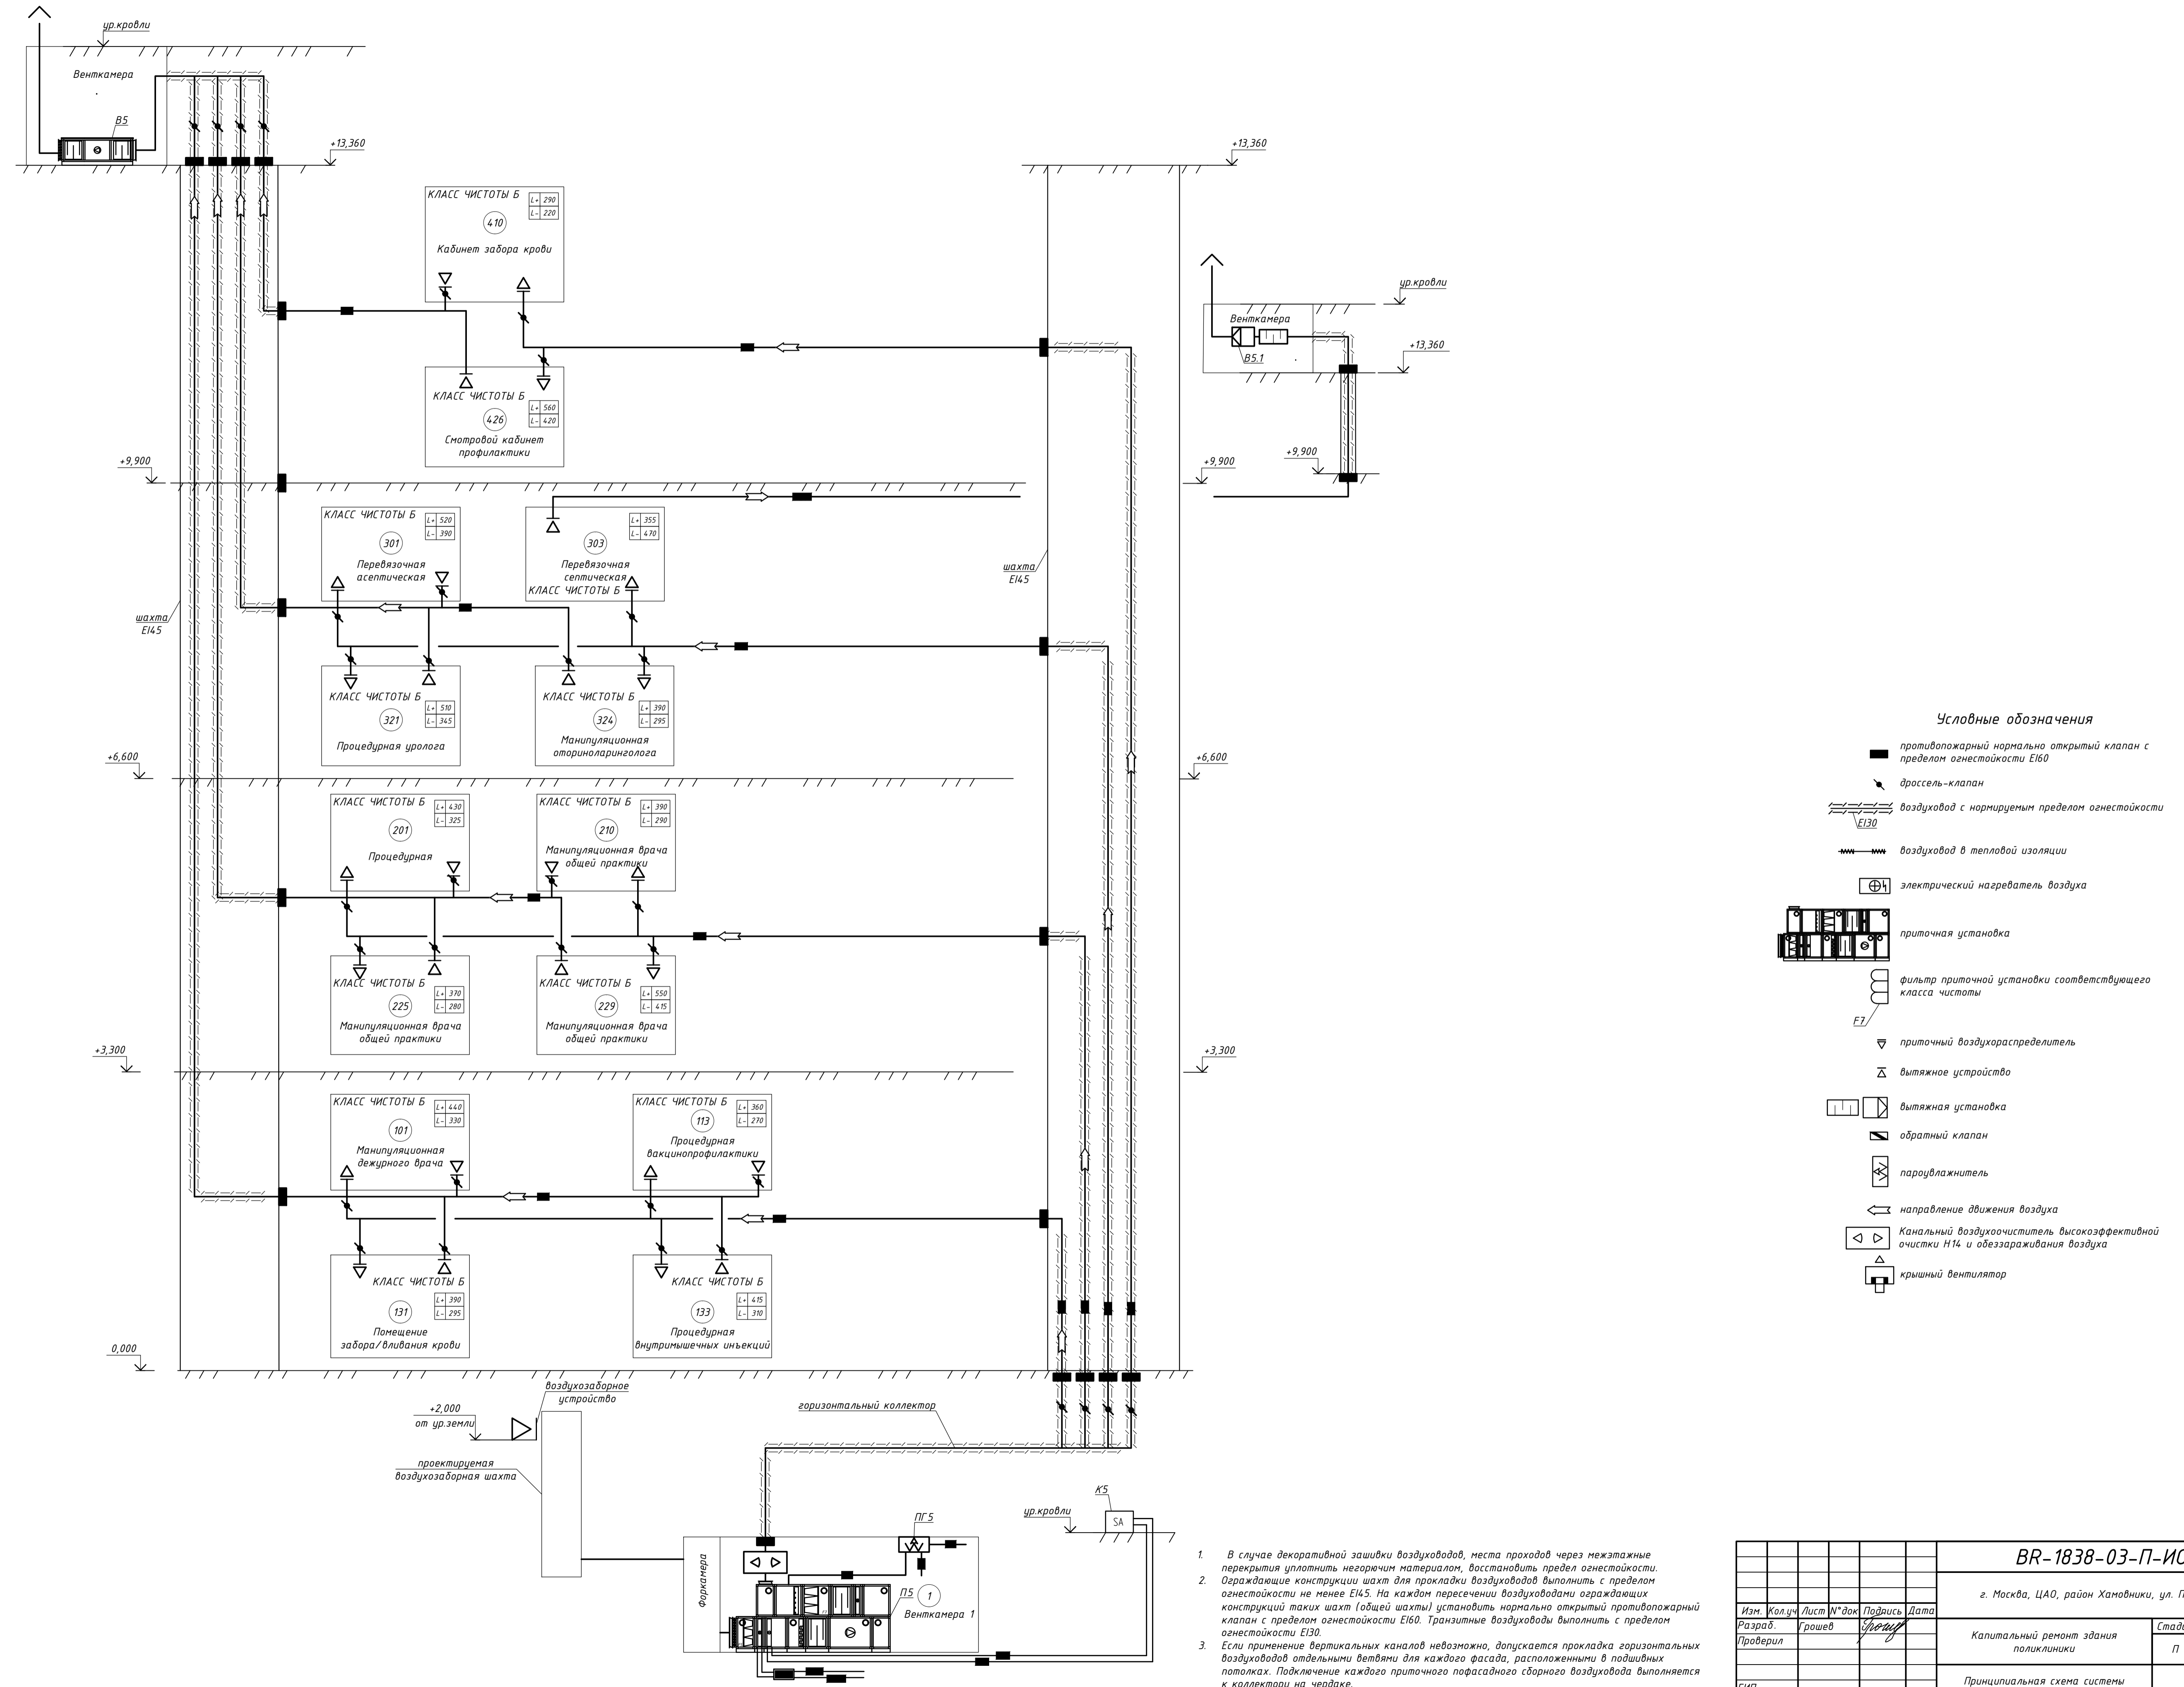 ур.кровли
Венткамера
В5
+13,360
КЛАСС ЧИСТОТЫ Б
L+ 290
L- 220
410
Кабинет забора крови
+13,360
ур.кровли
Венткамера
В5.1
+13,360
+9,900
КЛАСС ЧИСТОТЫ Б
L+ 560
L- 420
426
Смотровой кабинет
профилактики
+9,900
+9,900
КЛАСС ЧИСТОТЫ Б
L+ 520
L- 390
301
Перевязочная
асептическая
L+ 355
L- 470
303
Перевязочная
септическая
КЛАСС ЧИСТОТЫ Б
шахта
EI45
шахта
EI45
КЛАСС ЧИСТОТЫ Б
L+ 510
L- 345
321
Процедурная уролога
КЛАСС ЧИСТОТЫ Б
L+ 390
L- 295
324
Манипуляционная
оториноларинголога
+6,600
+6,600
КЛАСС ЧИСТОТЫ Б
L+ 430
L- 325
201
Процедурная
КЛАСС ЧИСТОТЫ Б
L+ 390
L- 290
210
Манипуляционная врача
общей практики
КЛАСС ЧИСТОТЫ Б
L+ 370
L- 280
225
Манипуляционная врача
общей практики
КЛАСС ЧИСТОТЫ Б
L+ 550
L- 415
229
Манипуляционная врача
общей практики
+3,300
+3,300
КЛАСС ЧИСТОТЫ Б
L+ 440
L- 330
101
Манипуляционная
дежурного врача
КЛАСС ЧИСТОТЫ Б
L+ 360
L- 270
113
Процедурная
вакцинопрофилактики
КЛАСС ЧИСТОТЫ Б
L+ 390
L- 295
131
Помещение
забора/вливания крови
КЛАСС ЧИСТОТЫ Б
L+ 415
L- 310
133
Процедурная
внутримышечных инъекций
0,000
воздухозаборное
устройство
+2,000
от ур.земли
проектируемая
воздухозаборная шахта
горизонтальный коллектор
Форкамера
ПГ5
П5
1
Венткамера 1
К5
ур.кровли
SA
Условные обозначения
противопожарный нормально открытый клапан с
пределом огнестойкости EI60
дроссель-клапан
воздуховод с нормируемым пределом огнестойкости
EI30
воздуховод в тепловой изоляции
электрический нагреватель воздуха
приточная установка
фильтр приточной установки соответствующего
класса чистоты
F7
приточный воздухораспределитель
вытяжное устройство
вытяжная установка
обратный клапан
пароувлажнитель
направление движения воздуха
Канальный воздухоочиститель высокоэффективной
очистки H14 и обеззараживания воздуха
крышный вентилятор
1. В случае декоративной зашивки воздуховодов, места проходов через межэтажные
перекрытия уплотнить негорючим материалом, восстановить предел огнестойкости.
2. Ограждающие конструкции шахт для прокладки воздуховодов выполнить с пределом
огнестойкости не менее EI45. На каждом пересечении воздуховодами ограждающих
конструкций таких шахт (общей шахты) установить нормально открытый противопожарный
клапан с пределом огнестойкости EI60. Транзитные воздуховоды выполнить с пределом
огнестойкости EI30.
3. Если применение вертикальных каналов невозможно, допускается прокладка горизонтальных
воздуховодов отдельными ветвями для каждого фасада, расположенными в подшивных
потолках. Подключение каждого приточного пофасадного сборного воздуховода выполняется
к коллектору на чердаке.
BR-1838-03-П-ИО
г. Москва, ЦАО, район Хамовники, ул. П
Изм. Кол.уч Лист N°док Подпись Дата
Разраб. Грошев
Проверил
Капитальный ремонт здания
поликлиники
Стад
П
Принципиальная схема системы
ГИП